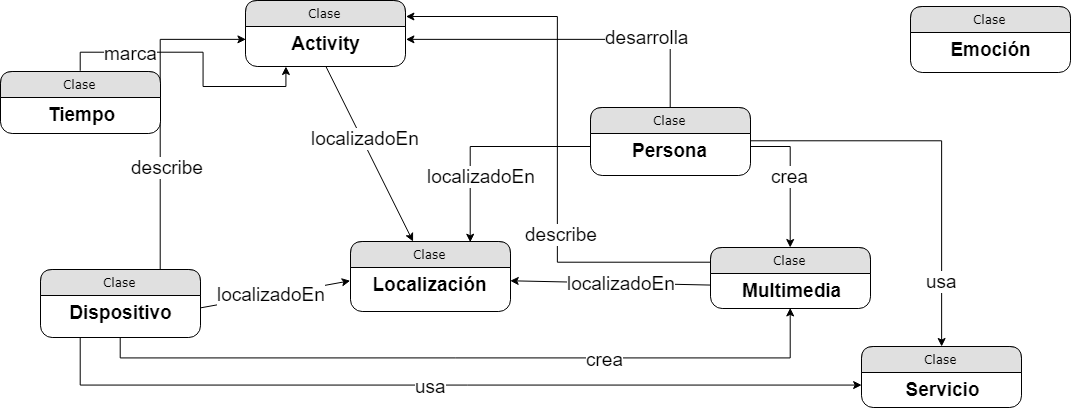 Clase
Activity
Clase
Emoción
desarrolla
marca
Clase
Tiempo
Clase
Persona
localizadoEn
describe
localizadoEn
crea
describe
Clase
Localización
Clase
Multimedia
Clase
Dispositivo
localizadoEn
localizadoEn
usa
Clase
Servicio
crea
usa